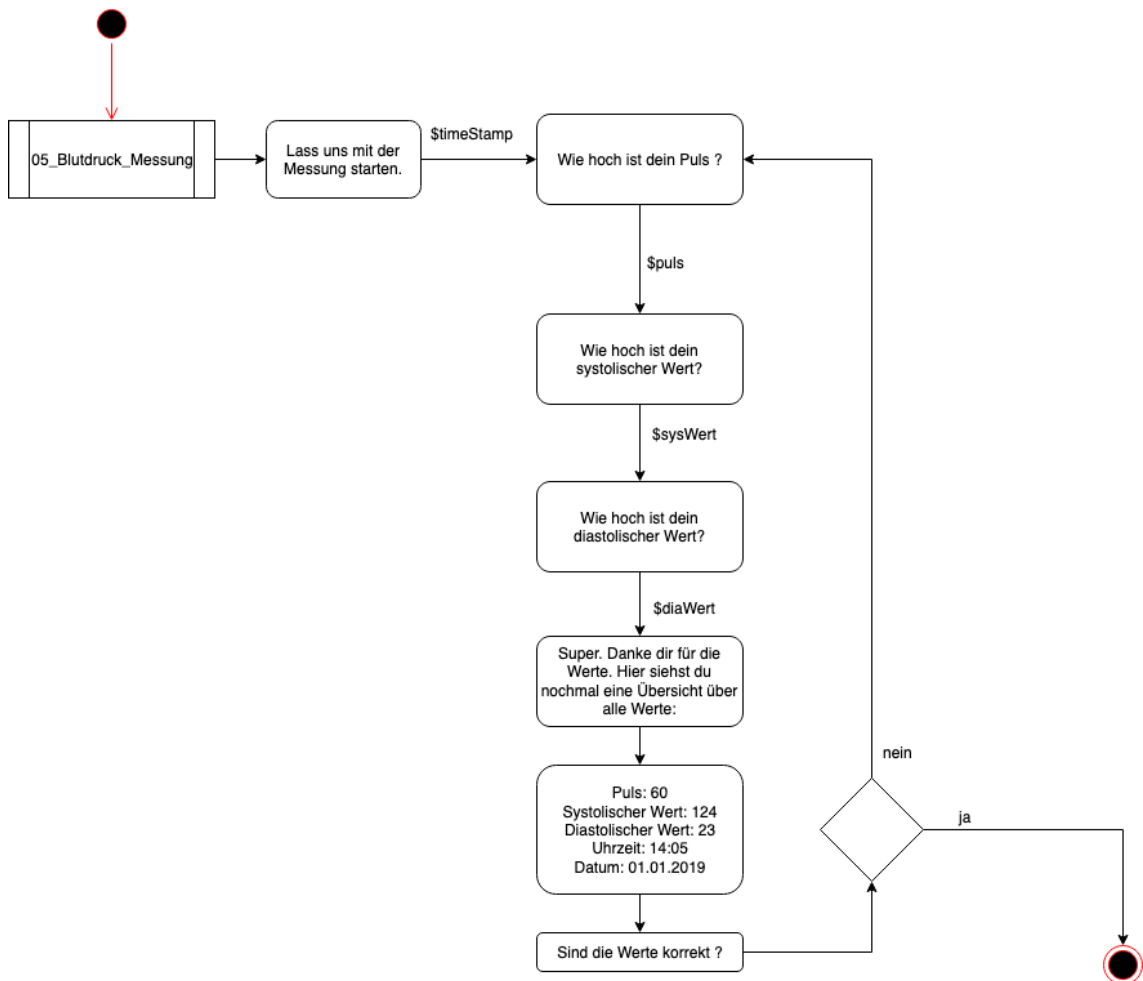 05_Blutdruck_Messung
Lass uns mit der
Messung starten.
$timeStamp
Wie hoch ist dein Puls ?
$puls
Wie hoch ist dein
systolischer Wert?
$sysWert
Wie hoch ist dein
diastolischer Wert?
$diaWert
Super. Danke dir für die
Werte. Hier siehst du
nochmal eine Übersicht über
alle Werte:
Puls: 60
Systolischer Wert: 124
Diastolischer Wert: 23
Uhrzeit: 14:05
Datum: 01.01.2019
Sind die Werte korrekt ?
nein
ja